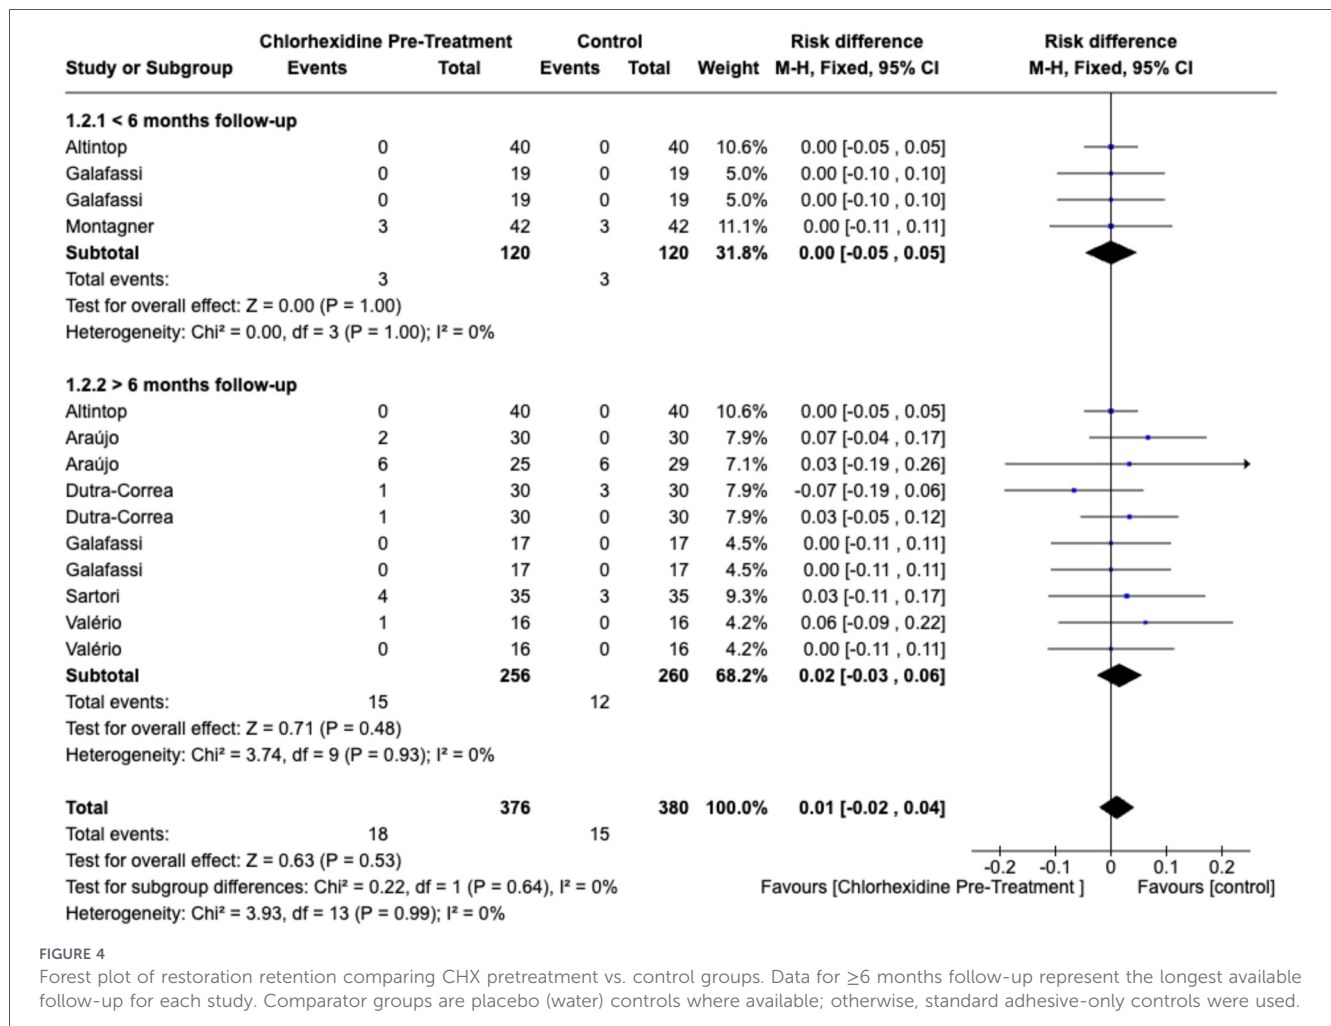 Chlorhexidine Pre-Treatment Control Risk difference Risk difference
Study or Subgroup Events Total Events Total Weight M-H, Fixed, 95% CI M-H, Fixed, 95% CI
1.2.1 < 6 months follow-up
Altintop 0 40 0 40 10.6% 0.00 [-0.05 , 0.05]
Galafassi 0 19 0 19 5.0% 0.00 [-0.10 , 0.10]
Galafassi 0 19 0 19 5.0% 0.00 [-0.10 , 0.10]
Montagner 3 42 3 42 11.1% 0.00 [-0.11 , 0.11]
Subtotal 120 120 31.8% 0.00 [-0.05 , 0.05]
Total events: 3 3
Test for overall effect: Z = 0.00 (P = 1.00)
Heterogeneity: Chi² = 0.00, df = 3 (P = 1.00); I² = 0%
1.2.2 > 6 months follow-up
Altintop 0 40 0 40 10.6% 0.00 [-0.05 , 0.05]
Araújo 2 30 0 30 7.9% 0.07 [-0.04 , 0.17]
Araújo 6 25 6 29 7.1% 0.03 [-0.19 , 0.26]
Dutra-Correa 1 30 3 30 7.9% -0.07 [-0.19 , 0.06]
Dutra-Correa 1 30 0 30 7.9% 0.03 [-0.05 , 0.12]
Galafassi 0 17 0 17 4.5% 0.00 [-0.11 , 0.11]
Galafassi 0 17 0 17 4.5% 0.00 [-0.11 , 0.11]
Sartori 4 35 3 35 9.3% 0.03 [-0.11 , 0.17]
Valério 1 16 0 16 4.2% 0.06 [-0.09 , 0.22]
Valério 0 16 0 16 4.2% 0.00 [-0.11 , 0.11]
Subtotal 256 260 68.2% 0.02 [-0.03 , 0.06]
Total events: 15 12
Test for overall effect: Z = 0.71 (P = 0.48)
Heterogeneity: Chi² = 3.74, df = 9 (P = 0.93); I² = 0%
Total 376 380 100.0% 0.01 [-0.02 , 0.04]
Total events: 18 15
Test for overall effect: Z = 0.63 (P = 0.53)
-0.2 -0.1 0 0.1 0.2
Test for subgroup differences: Chi² = 0.22, df = 1 (P = 0.64), I² = 0%
Favours [Chlorhexidine Pre-Treatment ] Favours [control]
Heterogeneity: Chi² = 3.93, df = 13 (P = 0.99); I² = 0%
FIGURE 4
Forest plot of restoration retention comparing CHX pretreatment vs. control groups. Data for ≥6 months follow-up represent the longest available
follow-up for each study. Comparator groups are placebo (water) controls where available; otherwise, standard adhesive-only controls were used.